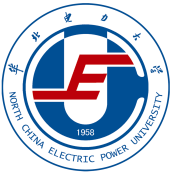 华北电力大学
1958
NORTH CHINA ELECTRIC POWER UNIVERSITY